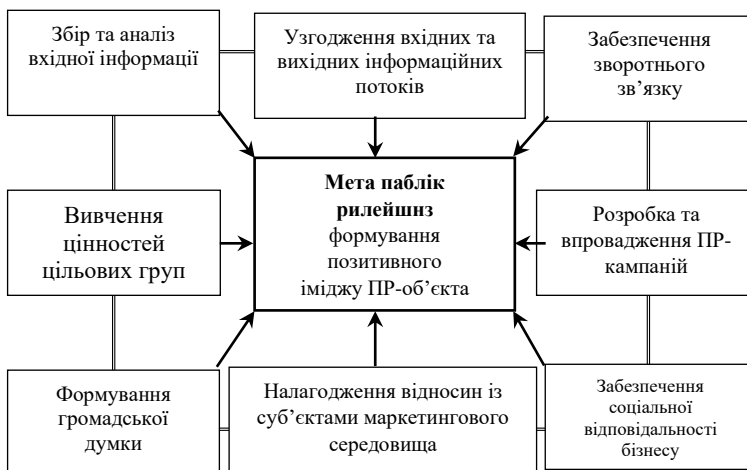 Збір та аналіз
вхідної інформації
Узгодження вхідних та
вихідних інформаційних
потоків
Забезпечення
зворотнього
зв’язку
Вивчення
цінностей
цільових груп
Мета паблік
рилейшнз
формування
позитивного
іміджу ПР-об’єкта
Розробка та
впровадження ПР-
кампаній
Формування
громадської
думки
Налагодження відносин із
суб’єктами маркетингового
середовища
Забезпечення
соціальної
відповідальності
бізнесу